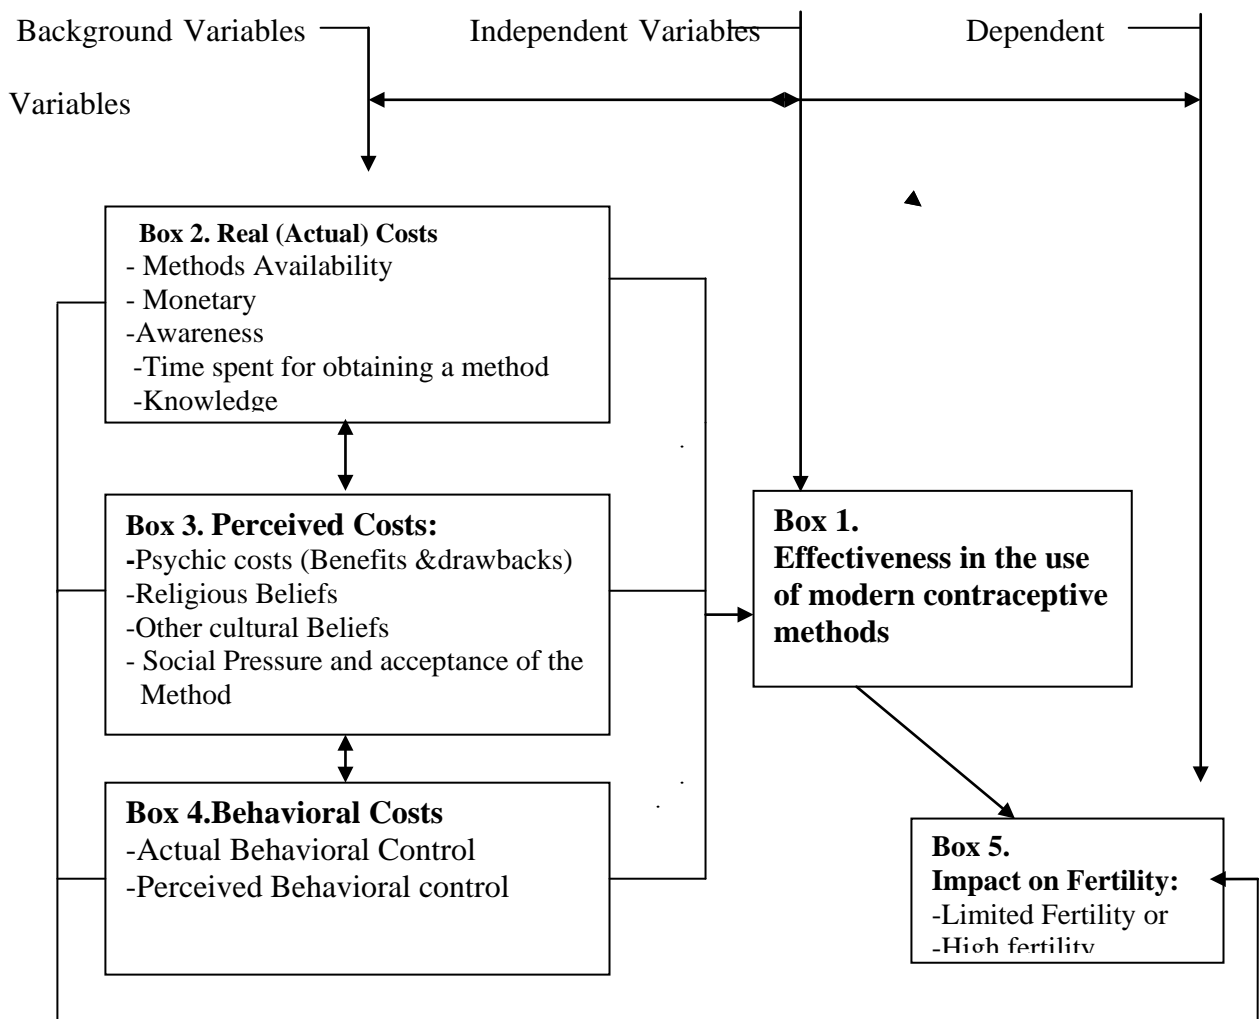 Background Variables Independent Variables Dependent
Variables
Box 2. Real (Actual) Costs
- Methods Availability
- Monetary
-Awareness
-Time spent for obtaining a method
-Knowledge
Box 3. Perceived Costs:
-Psychic costs (Benefits &drawbacks)
-Religious Beliefs
-Other cultural Beliefs
- Social Pressure and acceptance of the
Method
Box 4.Behavioral Costs
-Actual Behavioral Control
-Perceived Behavioral control
Box 1.
Effectiveness in the use
of modern contraceptive
methods
Box 5.
Impact on Fertility:
-Limited Fertility or
-High fertility